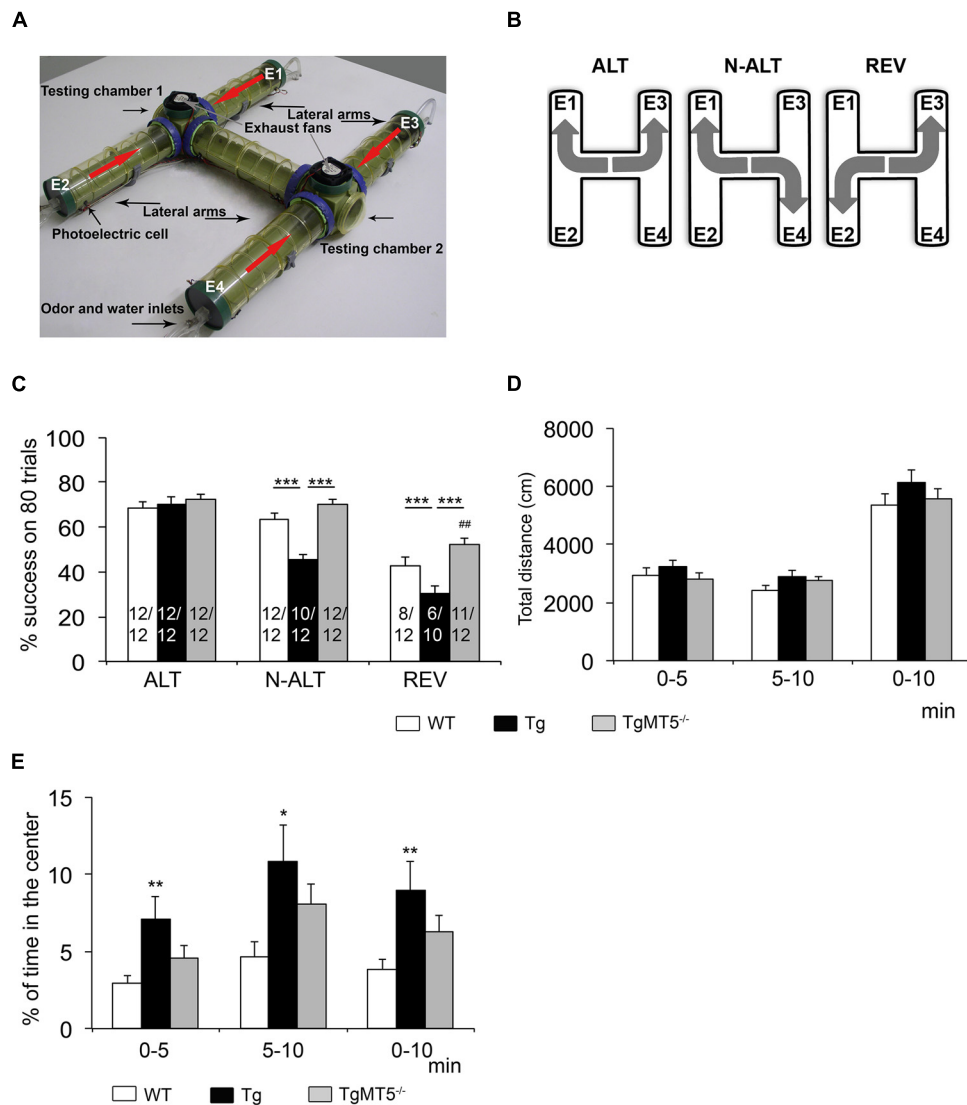 A
Testing chamber 1
E1
Lateral arms
Exhaust fans
E3
E2
Lateral arms
Photoelectric cell
Testing chamber 2
E4
Odor and water inlets
B
ALT N-ALT REV
E1 E3 E1 E3 E1 E3
E2 E4 E2 E4 E2 E4
C
% success on 80 trials
100
80
60
40
20
0
*** ***
*** ***
##
12/12 12/12 12/12
12/12 10/12 12/12
8/12 6/10 11/12
ALT N-ALT REV
D
Total distance (cm)
8000
6000
4000
2000
0
0-5 5-10 0-10
min
WT Tg TgMT5-/-
E
% of time in the center
15
10
5
0
** * **
0-5 5-10 0-10
min
WT Tg TgMT5-/-